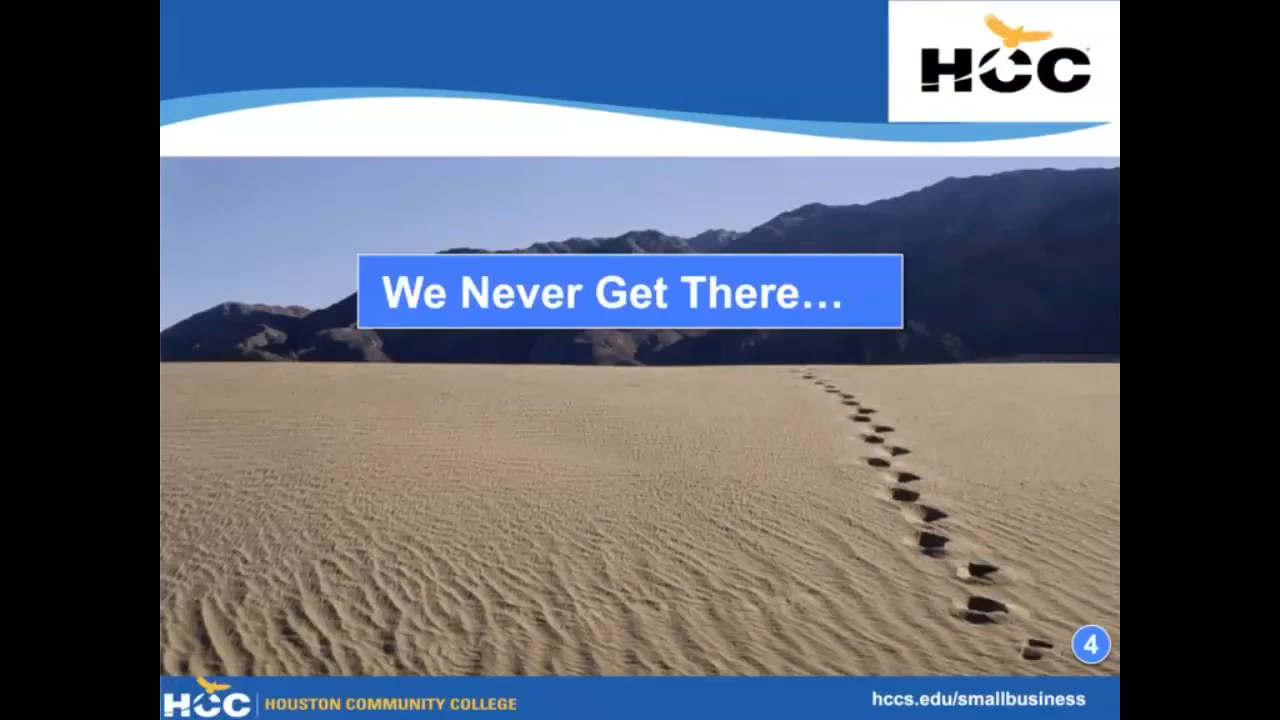 HCC
We Never Get There...
4
HCC HOUSTON COMMUNITY COLLEGE
hccs.edu/smallbusiness